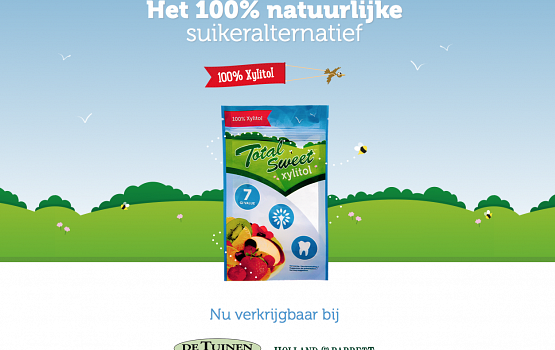 Het 100% natuurlijke
suikeralternatief
100% Xylitol
100% Xylitol
Total
Sweet
xylitol
7
Nu verkrijgbaar bij
DE TUINEN
HOLLAND & BARRETT